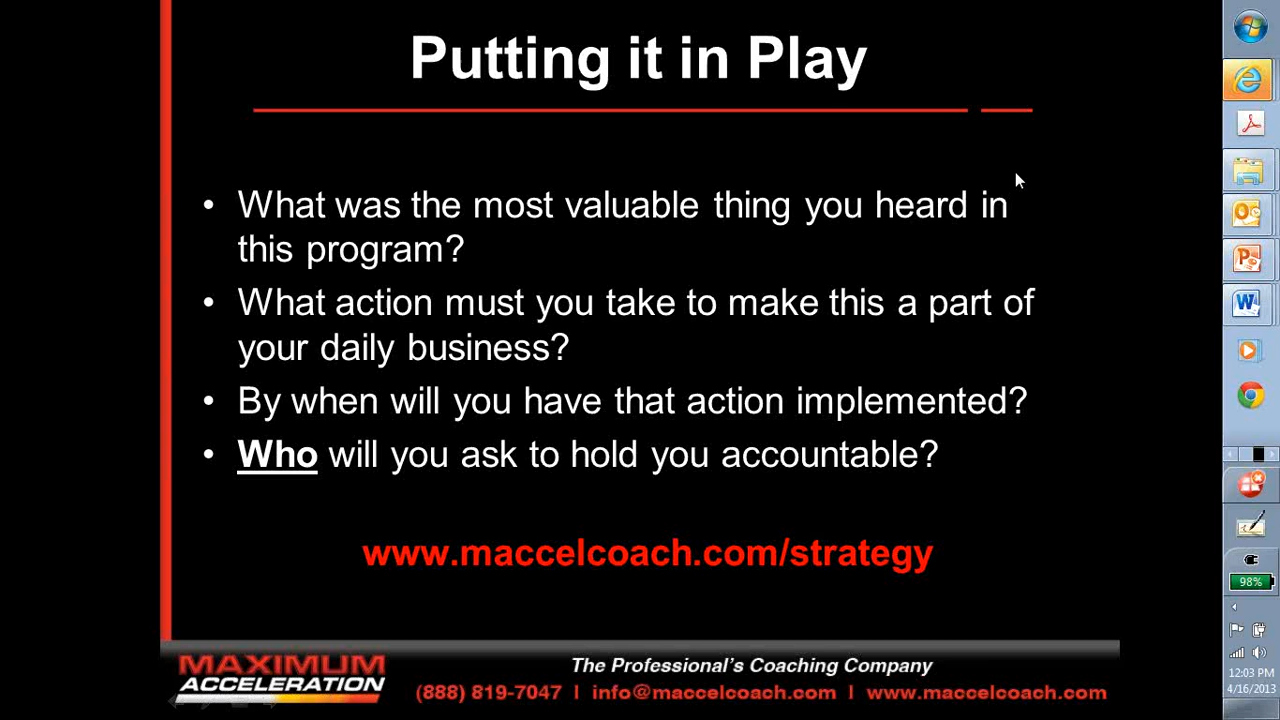 Putting it in Play
• What was the most valuable thing you heard in
this program?
• What action must you take to make this a part of
your daily business?
• By when will you have that action implemented?
• Who will you ask to hold you accountable?
www.maccelcoach.com/strategy
MAXIMUM
ACCELERATION
The Professional's Coaching Company
(888) 819-7047 | info@maccelcoach.com | www.maccelcoach.com
98%
12:03 PM
4/16/2013